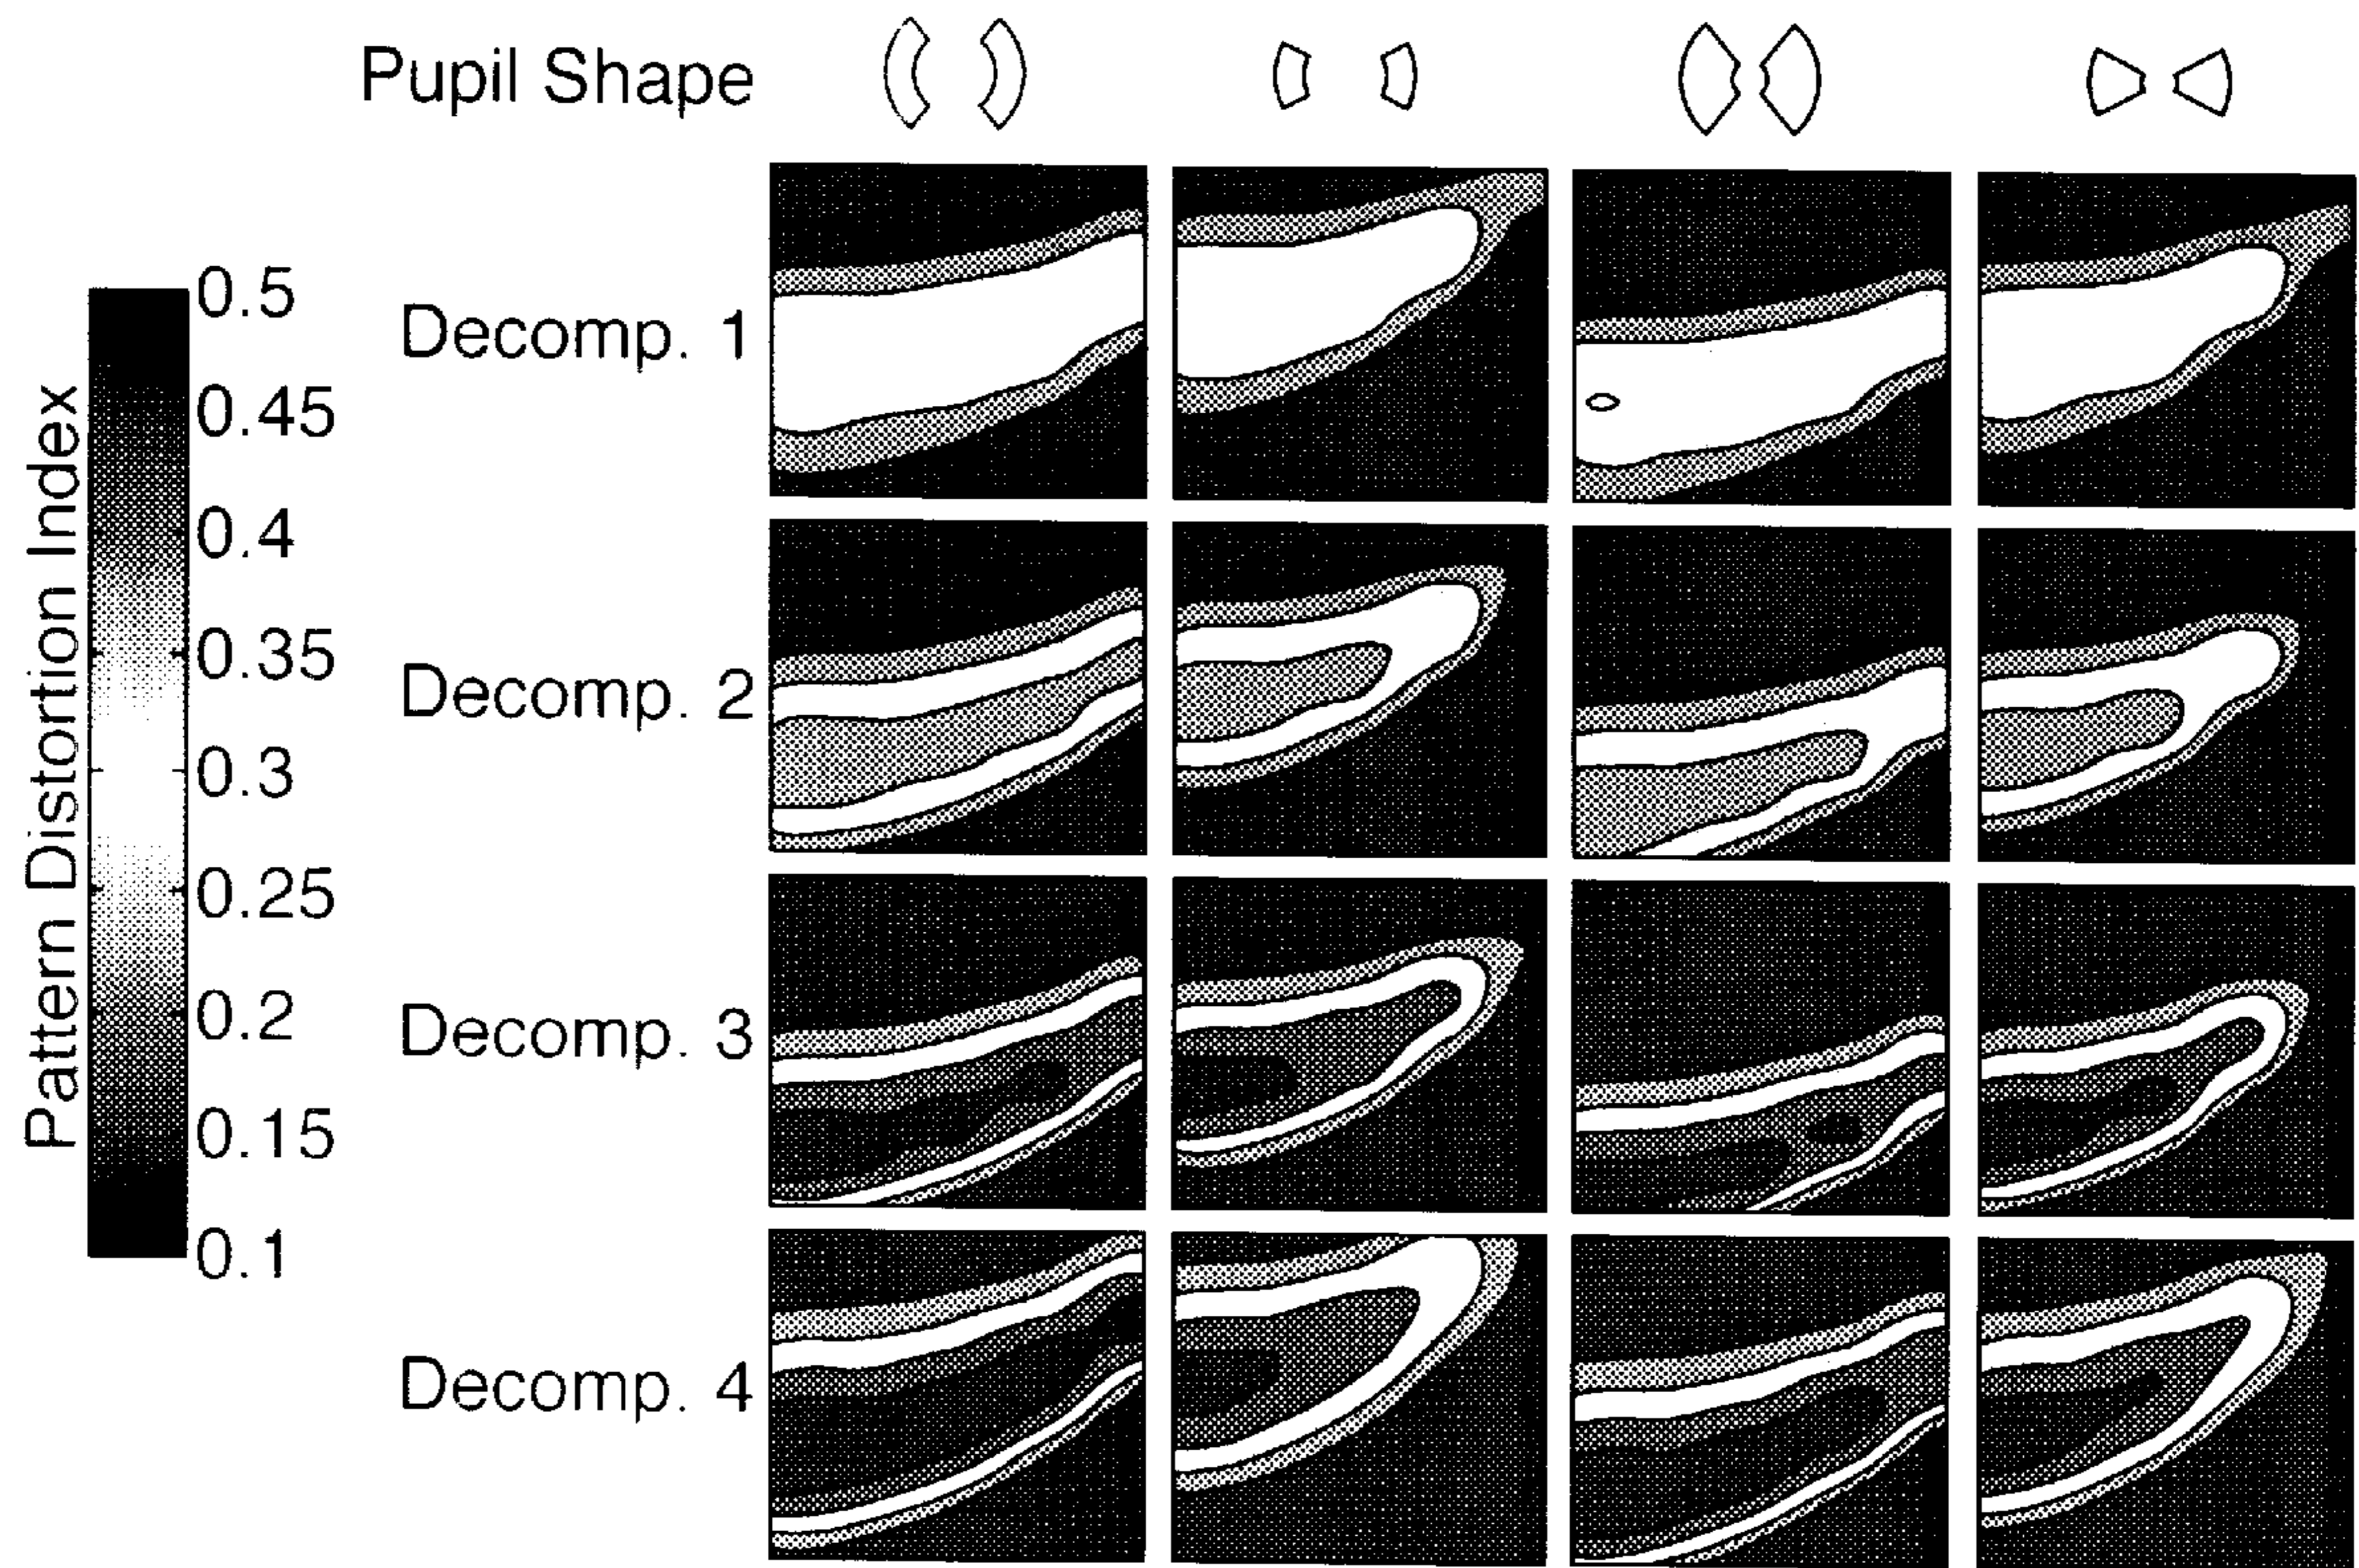 Pupil Shape
Pattern Distortion Index
0.5
0.45
0.4
0.35
0.3
0.25
0.2
0.15
0.1
Decomp. 1
Decomp. 2
Decomp. 3
Decomp. 4